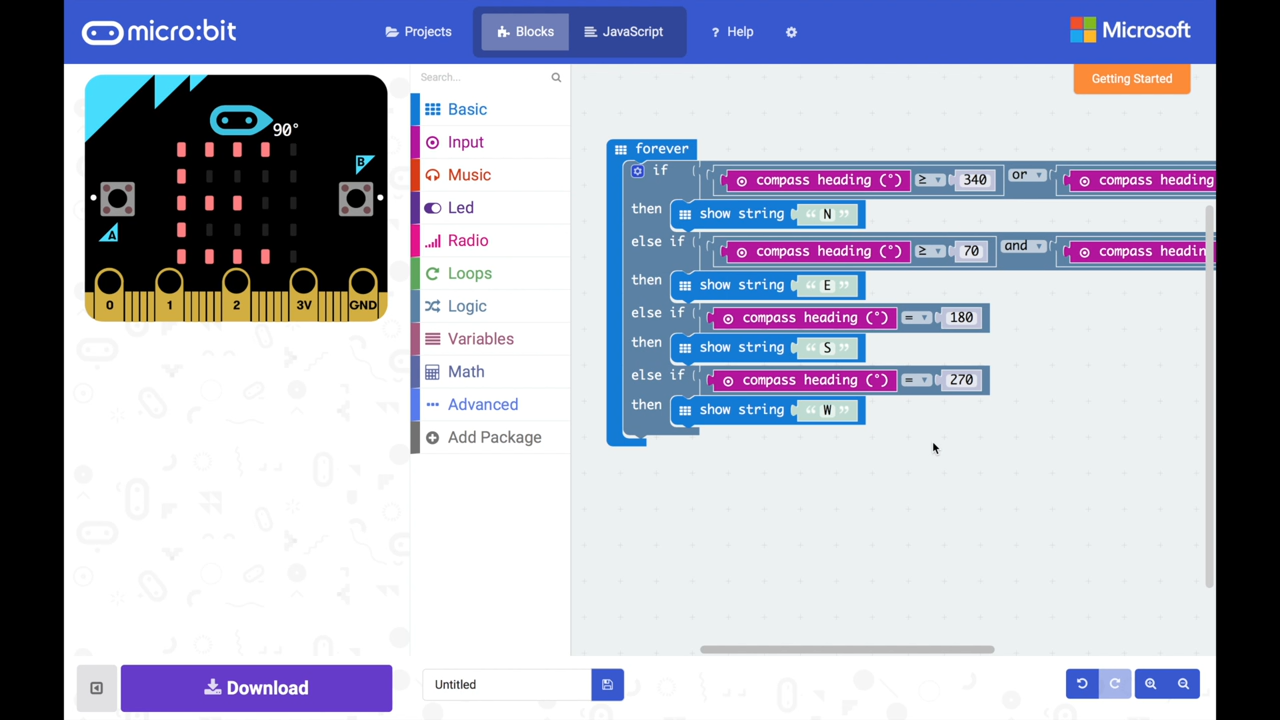 micro:bit
Projects
Blocks
JavaScript
? Help
Microsoft
Getting Started
90°
B
A
0 1 2 3V GND
Search...
Basic
Input
Music
Led
Radio
Loops
Logic
Variables
Math
Advanced
Add Package
forever
if compass heading (°) ≥ 340 or compass heading
then show string “ N ”
else if compass heading (°) ≥ 70 and compass headin
then show string “ E ”
else if compass heading (°) = 180
then show string “ S ”
else if compass heading (°) = 270
then show string “ W ”
Download
Untitled